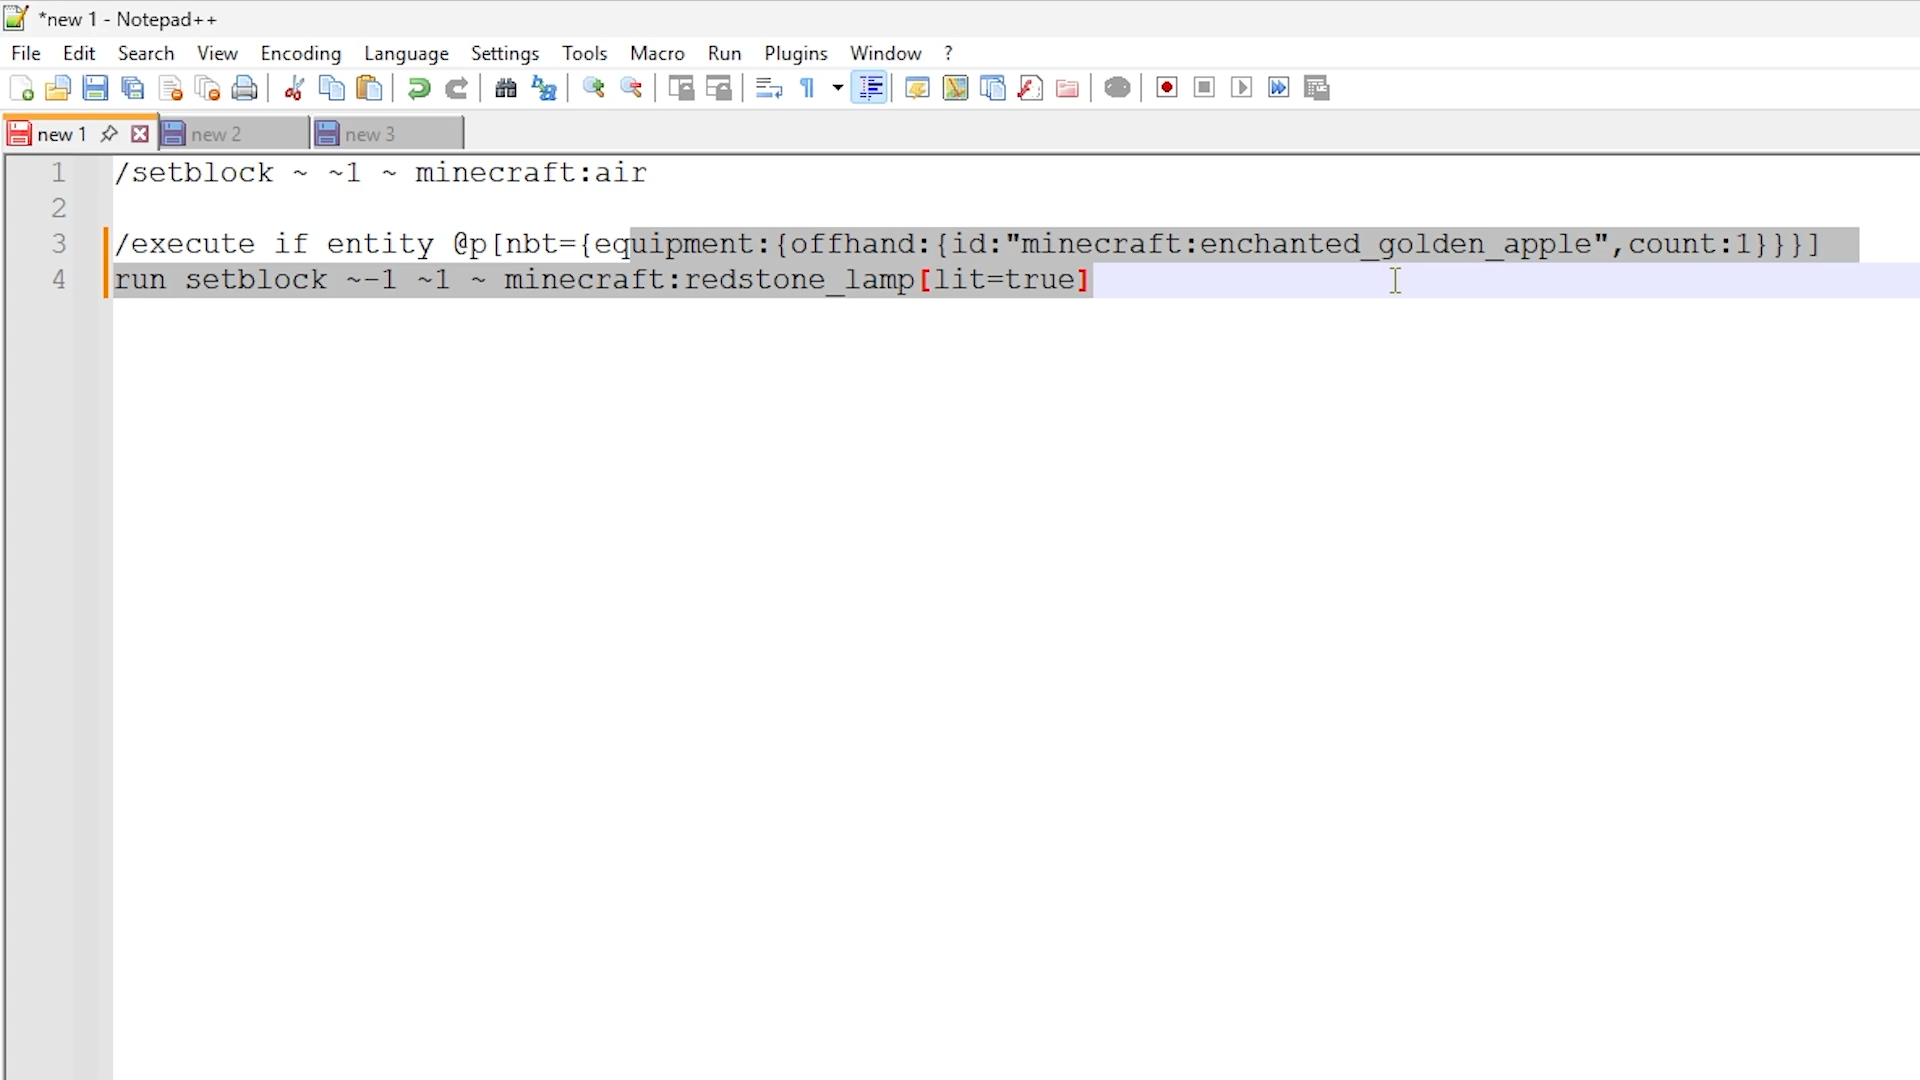 *new 1 - Notepad++
File Edit Search View Encoding Language Settings Tools Macro Run Plugins Window ?
new 1 new 2 new 3
1 /setblock ~ ~1 ~ minecraft:air
2
3 /execute if entity @p[nbt={equipment:{offhand:{id:"minecraft:enchanted_golden_apple",count:1}}}]
4 run setblock ~-1 ~1 ~ minecraft:redstone_lamp[lit=true]